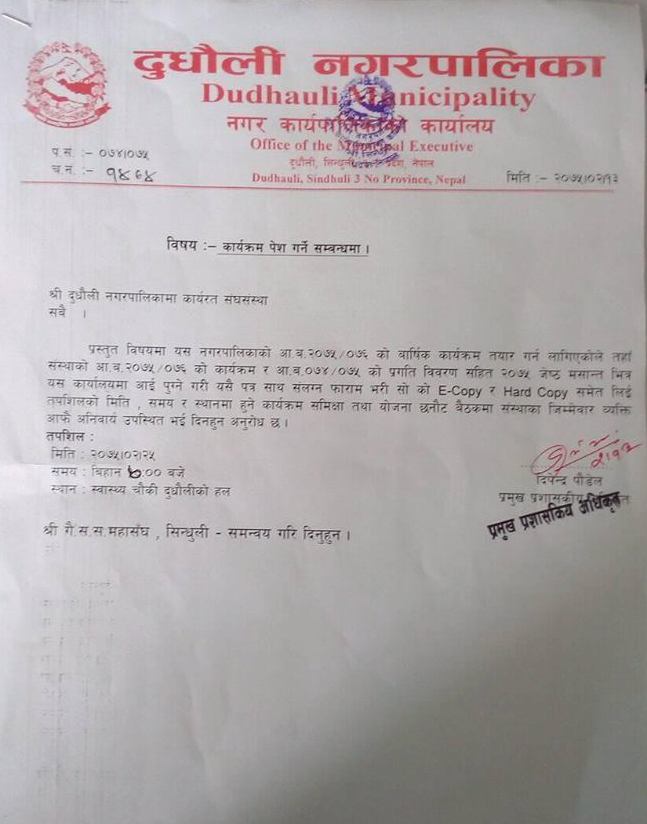 दुधौली नगरपालिका
Dudhauli Municipality
नगर कार्यपालिकाको कार्यालय
Office of the Municipal Executive
दुधौली, सिन्धुली प्रदेश, नेपाल
Dudhauli, Sindhuli 3 No Province, Nepal
प.स. :- ०७४।०७५
च.न. :- १४६४
मिति :- २०७५।०२।१३
विषय :- कार्यक्रम पेश गर्ने सम्बन्धमा ।
श्री दुधौली नगरपालिकामा कार्यरत संघसंस्था
सबै ।
प्रस्तुत विषयमा यस नगरपालिकाको आ.ब.२०७५/०७६ को बार्षिक कार्यक्रम तयार गर्न लागिएकोले तहाँ
संस्थाको आ.ब.२०७५/०७६ को कार्यक्रम र आ.ब.०७४/०७५ को प्रगति विवरण सहित २०७५ जेष्ठ मसान्त भित्र
यस कार्यालयमा आई पुग्ने गरी यसै पत्र साथ संलग्न फाराम भरी सो को E-Copy र Hard Copy समेत लिई
तपशिलको मिति , समय र स्थानमा हुने कार्यक्रम समिक्षा तथा योजना छनौट बैठकमा संस्थाका जिम्मेवार व्यक्ति
आफै अनिवार्य उपस्थित भई दिनहुन अनुरोध छ ।
तपशिल :
मिति : २०७५।०२।२५
समय : बिहान :०० बजे
स्थान : स्वास्थ्य चौकी दुधौलीको हल
दिपेन्द्र पौडेल
प्रमुख प्रशासकीय
प्रमुख प्रशासकिय अधिकृत
श्री गै.स.स.महासँघ , सिन्धुली - समन्वय गरि दिनुहुन ।